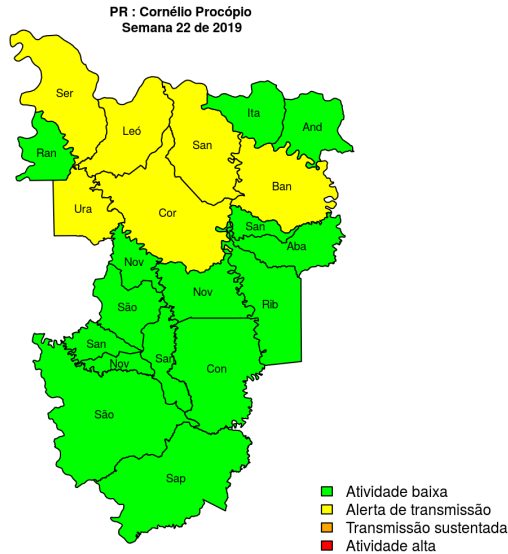 PR : Cornélio Procópio
Semana 22 de 2019
Ser
Leó
Ita
And
San
Ran
Ban
Ura
Cor
San
Aba
Nov
Nov
Rib
São
San
San
Nov
Con
São
Sap
Atividade baixa
Alerta de transmissão
Transmissão sustentada
Atividade alta